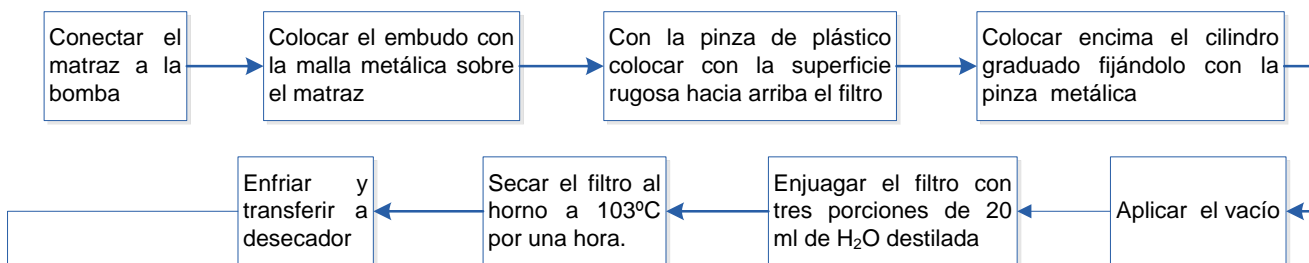 Conectar el
matraz a la
bomba
Colocar el embudo con
la malla metálica sobre
el matraz
Con la pinza de plástico
colocar con la superficie
rugosa hacia arriba el filtro
Colocar encima el cilindro
graduado fijándolo con la
pinza metálica
Aplicar el vacío
Enjuagar el filtro con
tres porciones de 20
ml de H₂O destilada
Secar el filtro al
horno a 103ºC
por una hora.
Enfriar y
transferir a
desecador